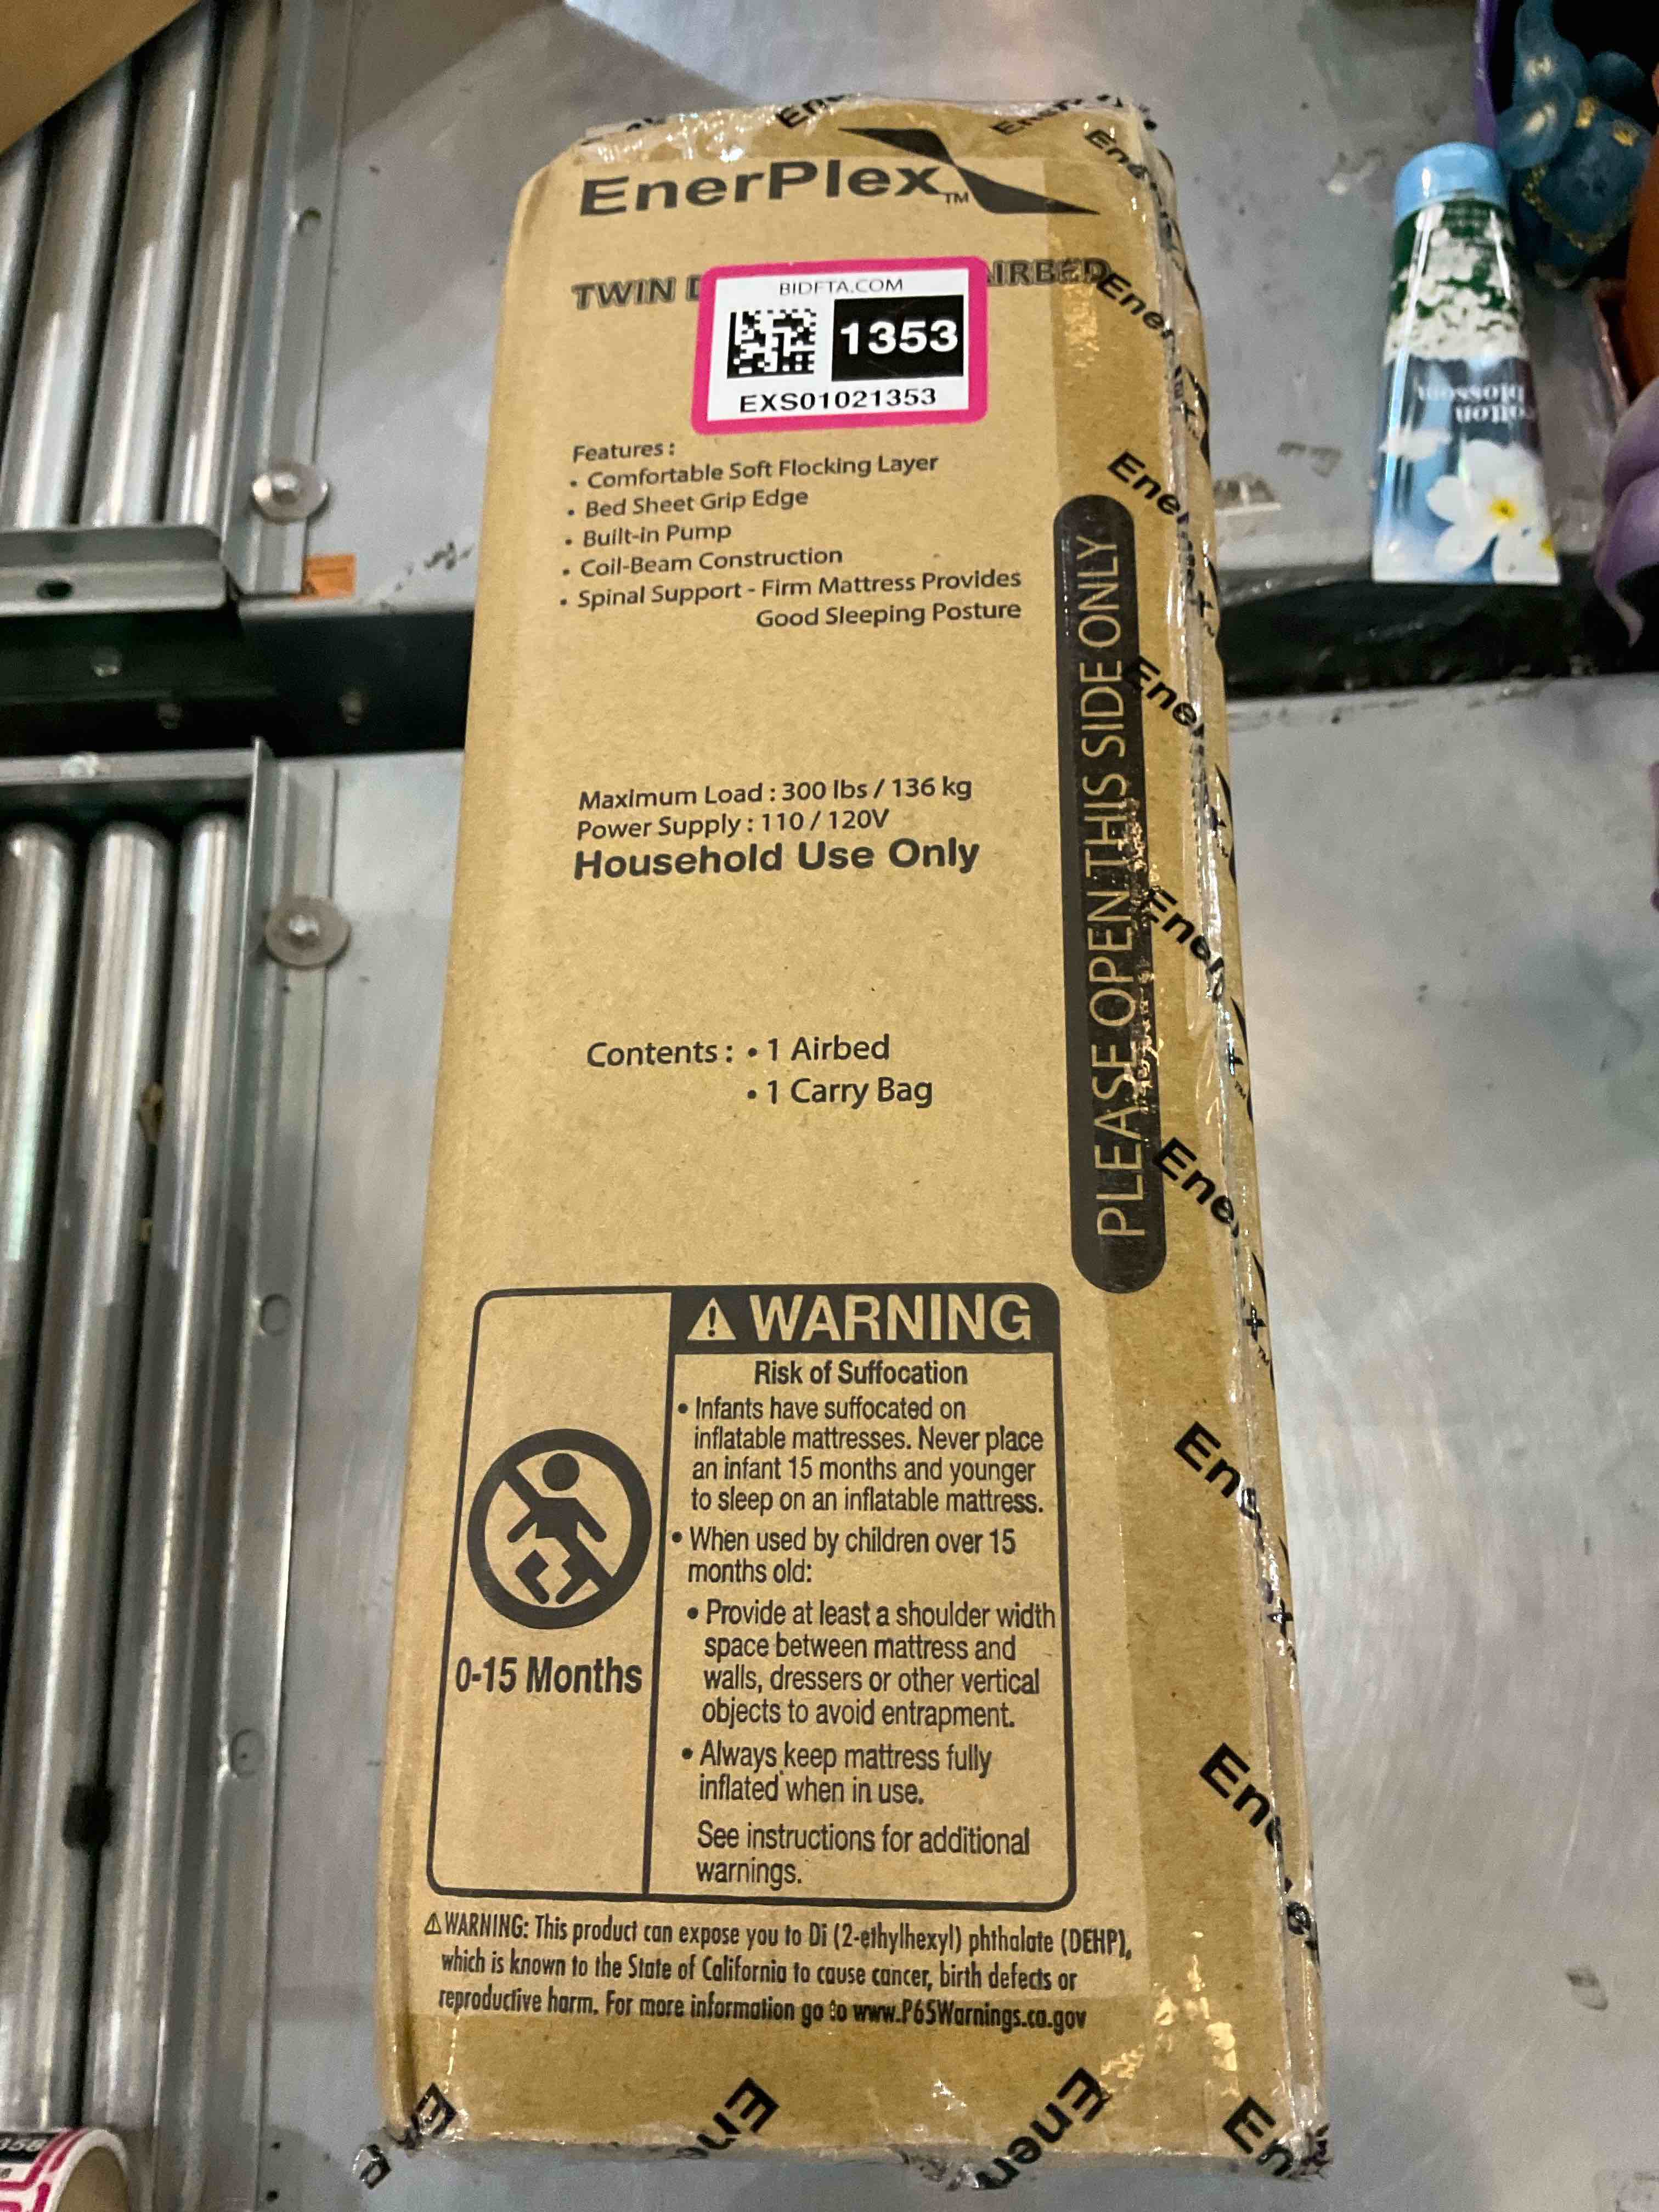 EnerPlex™
TWIN AIRBED
BIDFTA.COM
1353
EXS01021353
Features :
• Comfortable Soft Flocking Layer
• Bed Sheet Grip Edge
• Built-in Pump
• Coil-Beam Construction
• Spinal Support - Firm Mattress Provides
Good Sleeping Posture
Maximum Load : 300 lbs / 136 kg
Power Supply : 110 / 120V
Household Use Only
Contents : • 1 Airbed
• 1 Carry Bag
PLEASE OPEN THIS SIDE ONLY
⚠ WARNING
Risk of Suffocation
• Infants have suffocated on
inflatable mattresses. Never place
an infant 15 months and younger
to sleep on an inflatable mattress.
• When used by children over 15
months old:
• Provide at least a shoulder width
space between mattress and
walls, dressers or other vertical
objects to avoid entrapment.
• Always keep mattress fully
inflated when in use.
See instructions for additional
warnings.
0-15 Months
⚠ WARNING: This product can expose you to Di (2-ethylhexyl) phthalate (DEHP),
which is known to the State of California to cause cancer, birth defects or
reproductive harm. For more information go to www.P65Warnings.ca.gov
blossom